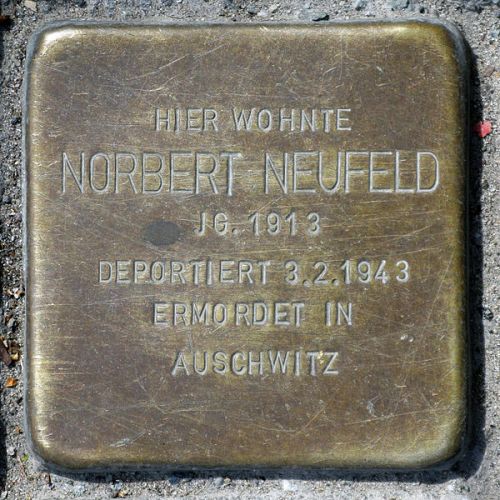 HIER WOHNTE
NORBERT NEUFELD
JG. 1913
DEPORTIERT 3.2.1943
ERMORDET IN
AUSCHWITZ